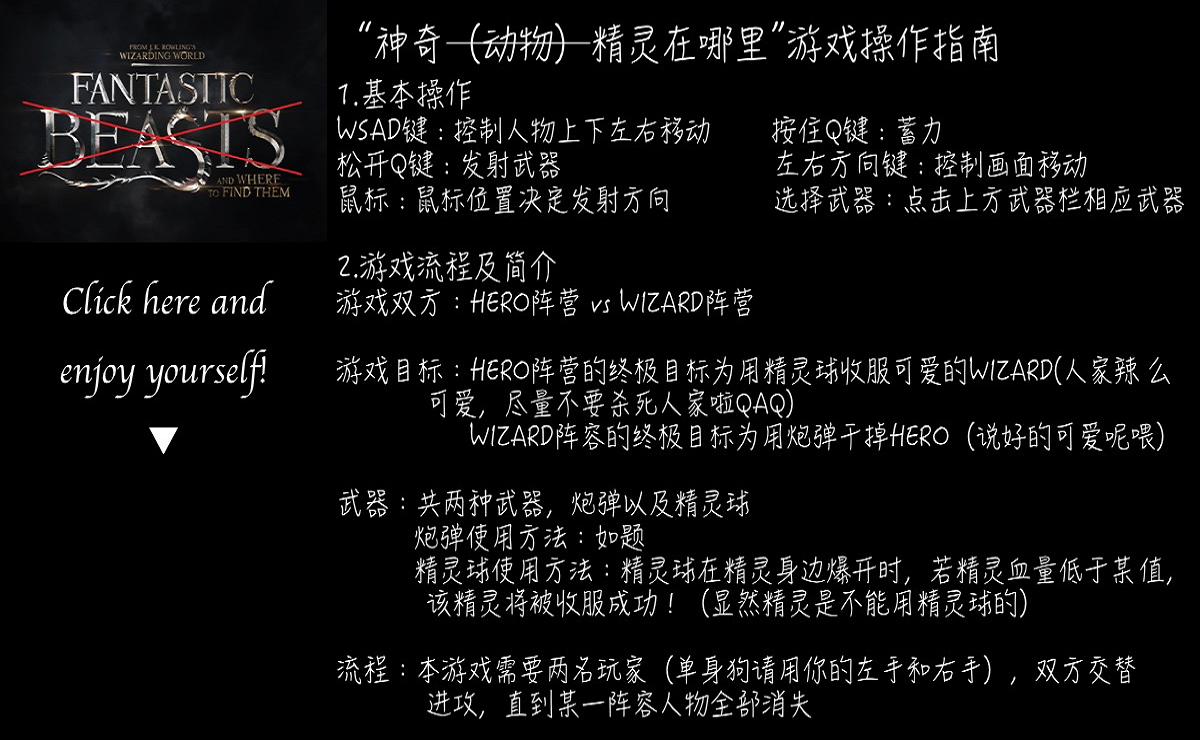 FROM J.K. ROWLING'S
WIZARDING WORLD
FANTASTIC
BEASTS
AND WHERE
TO FIND THEM
Click here and
enjoy yourself!
“神奇（动物）精灵在哪里”游戏操作指南
1.基本操作
WSAD键：控制人物上下左右移动 按住Q键：蓄力
松开Q键：发射武器 左右方向键：控制画面移动
鼠标：鼠标位置决定发射方向 选择武器：点击上方武器栏相应武器
2.游戏流程及简介
游戏双方：HERO阵营 vs WIZARD阵营
游戏目标：HERO阵营的终极目标为用精灵球收服可爱的WIZARD(人家辣么
可爱，尽量不要杀死人家啦QAQ)
WIZARD阵容的终极目标为用炮弹干掉HERO（说好的可爱呢喂）
武器：共两种武器，炮弹以及精灵球
炮弹使用方法：如题
精灵球使用方法：精灵球在精灵身边爆开时，若精灵血量低于某值，
该精灵将被收服成功！（显然精灵是不能用精灵球的）
流程：本游戏需要两名玩家（单身狗请用你的左手和右手），双方交替
进攻，直到某一阵容人物全部消失